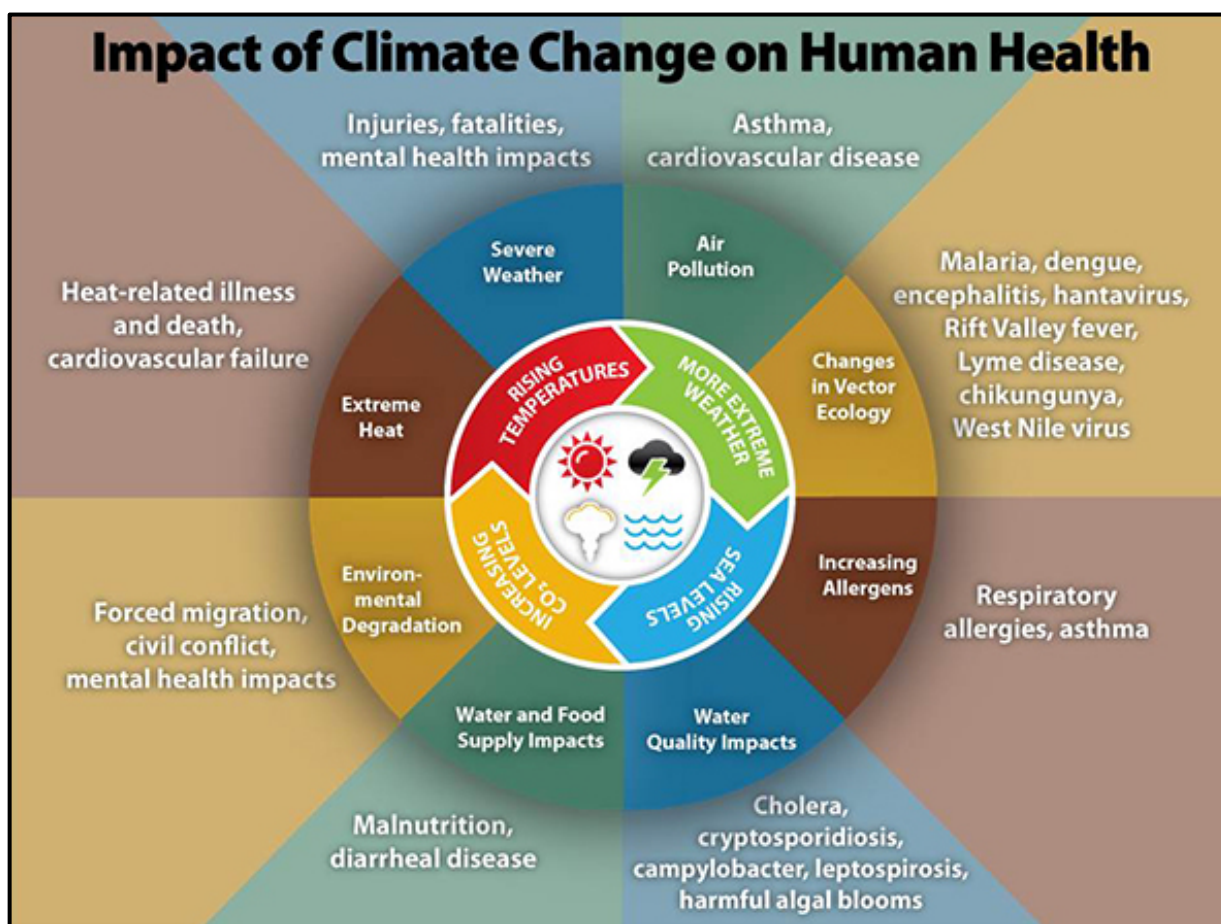 Impact of Climate Change on Human Health
Injuries, fatalities,
mental health impacts
Asthma,
cardiovascular disease
Severe
Weather
Air
Pollution
Heat-related illness
and death,
cardiovascular failure
Malaria, dengue,
encephalitis, hantavirus,
Rift Valley fever,
Lyme disease,
chikungunya,
West Nile virus
Extreme
Heat
RISING
TEMPERATURES
MORE EXTREME
WEATHER
Changes
in Vector
Ecology
INCREASING
CO₂ LEVELS
RISING
SEA LEVELS
Environ-
mental
Degradation
Increasing
Allergens
Forced migration,
civil conflict,
mental health impacts
Respiratory
allergies, asthma
Water and Food
Supply Impacts
Water
Quality Impacts
Malnutrition,
diarrheal disease
Cholera,
cryptosporidiosis,
campylobacter, leptospirosis,
harmful algal blooms